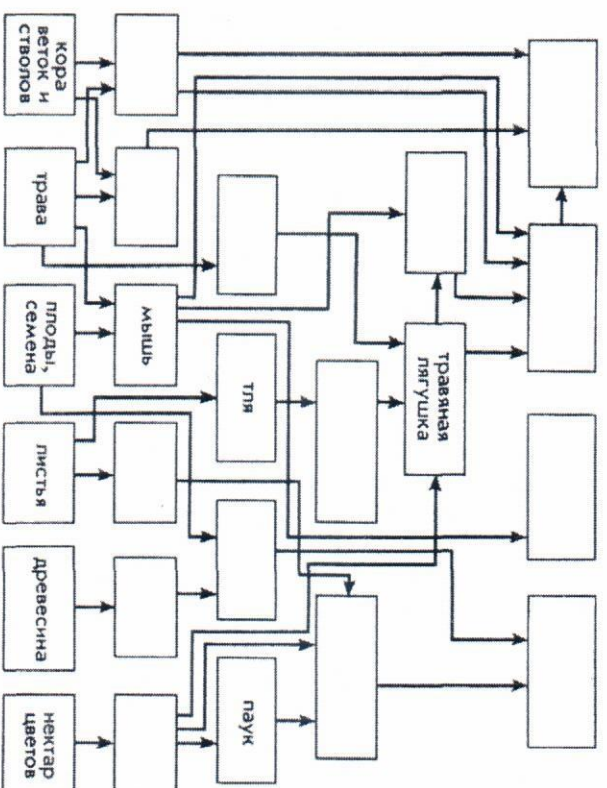 кора
веток и
стволов
трава
плоды,
семена
листья
древесина
нектар
цветов
мышь
тля
паук
травяная
лягушка